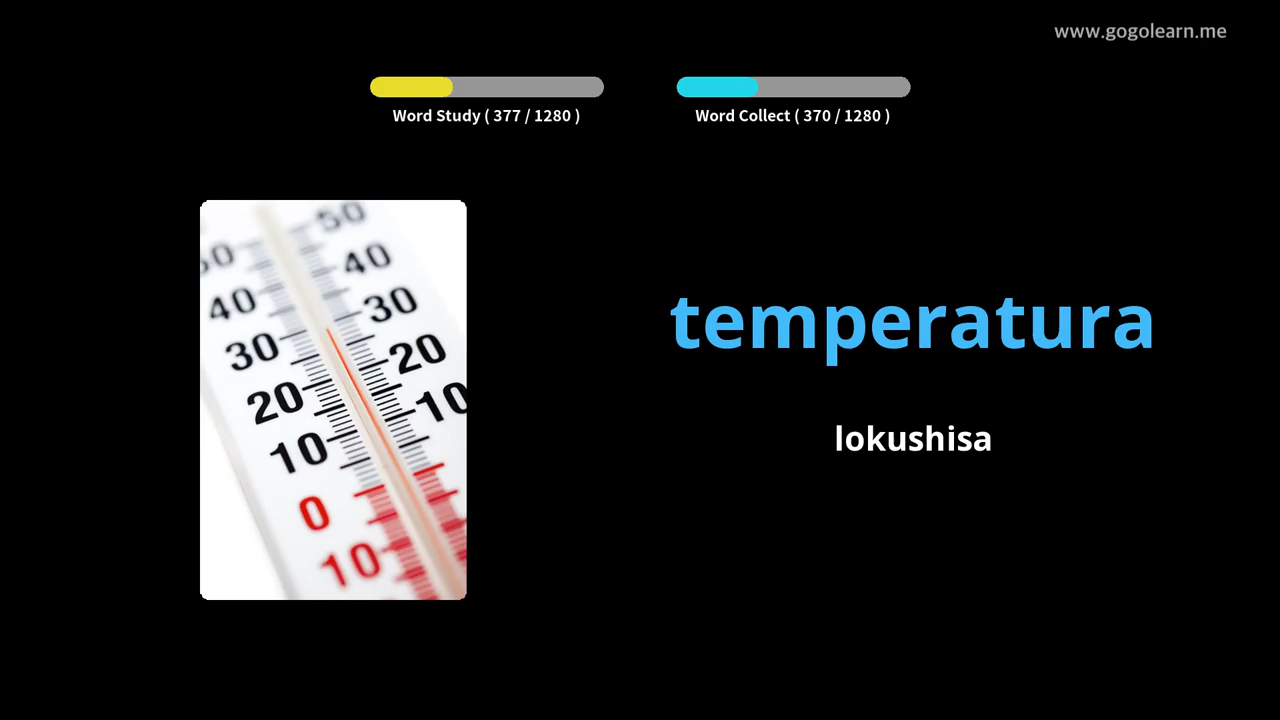 www.gogolearn.me
Word Study ( 377 / 1280 )
Word Collect ( 370 / 1280 )
50
40
40
30
30
20
20
10
10
0
10
temperatura
lokushisa